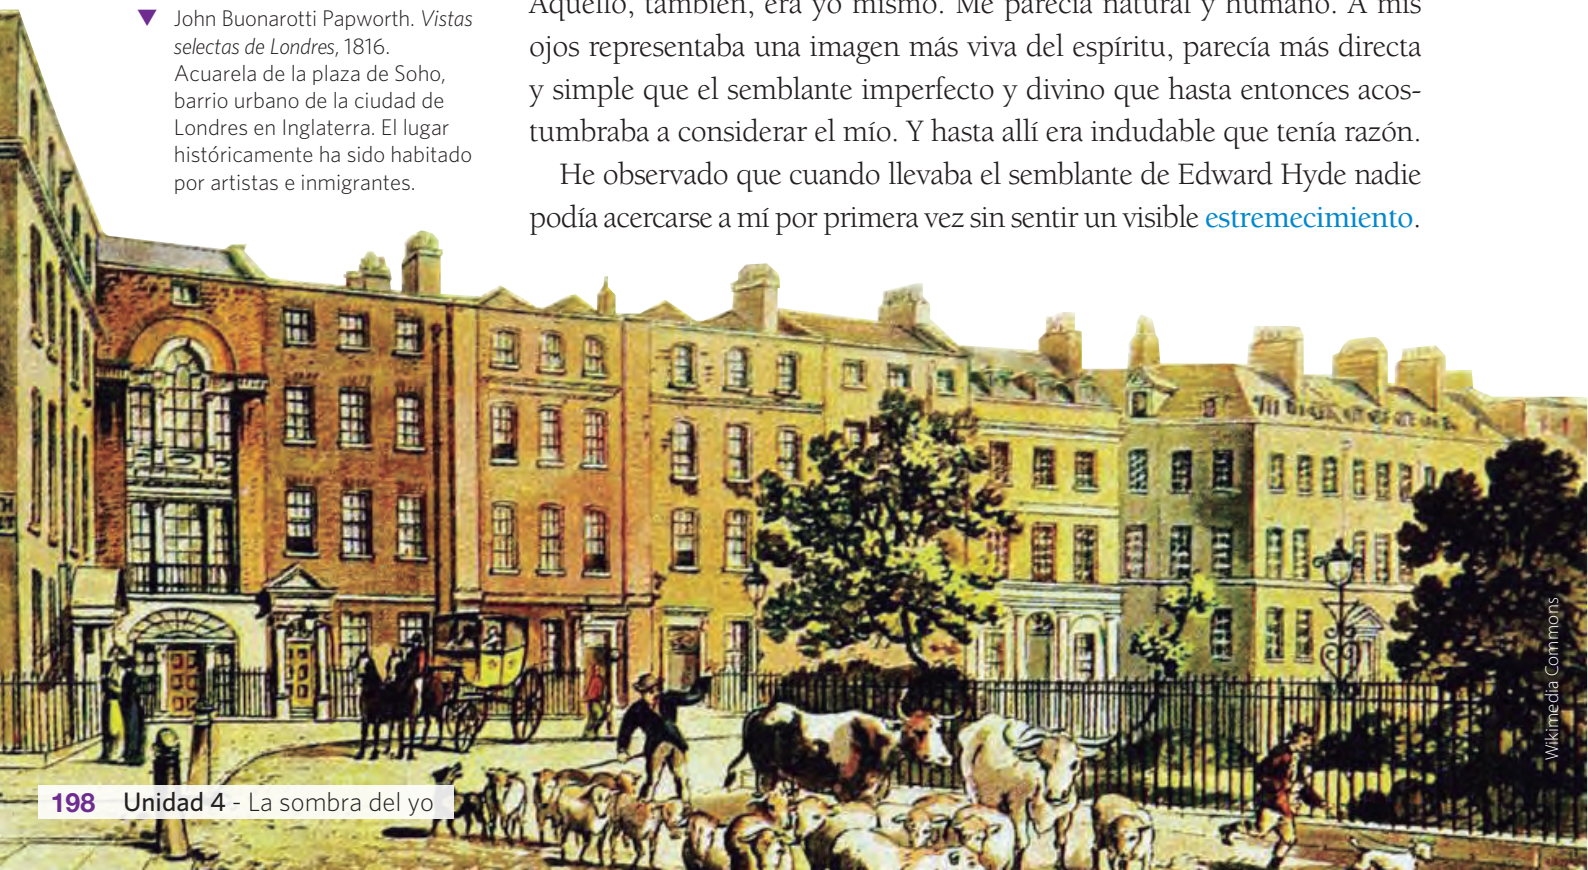 ▼ John Buonarotti Papworth. Vistas
selectas de Londres, 1816.
Acuarela de la plaza de Soho,
barrio urbano de la ciudad de
Londres en Inglaterra. El lugar
históricamente ha sido habitado
por artistas e inmigrantes.
Aquello, también, era yo mismo. Me parecía natural y humano. A mis
ojos representaba una imagen más viva del espíritu, parecía más directa
y simple que el semblante imperfecto y divino que hasta entonces acos-
tumbraba a considerar el mío. Y hasta allí era indudable que tenía razón.
He observado que cuando llevaba el semblante de Edward Hyde nadie
podía acercarse a mí por primera vez sin sentir un visible estremecimiento.
Wikimedia Commons
198 Unidad 4 - La sombra del yo